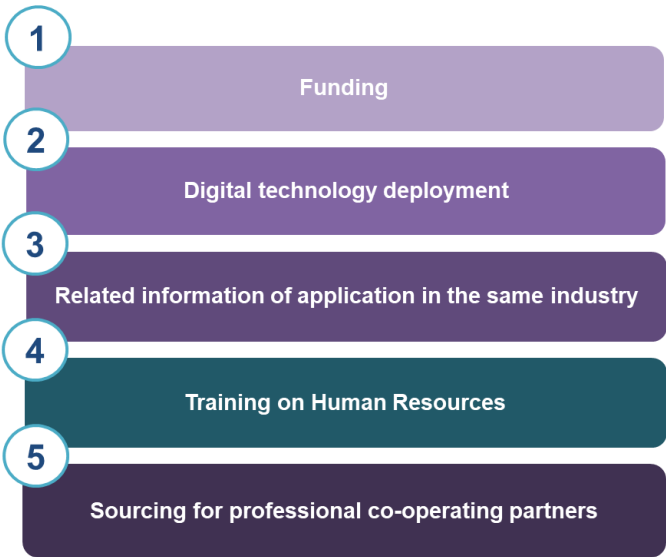 1
Funding
2
Digital technology deployment
3
Related information of application in the same industry
4
Training on Human Resources
5
Sourcing for professional co-operating partners